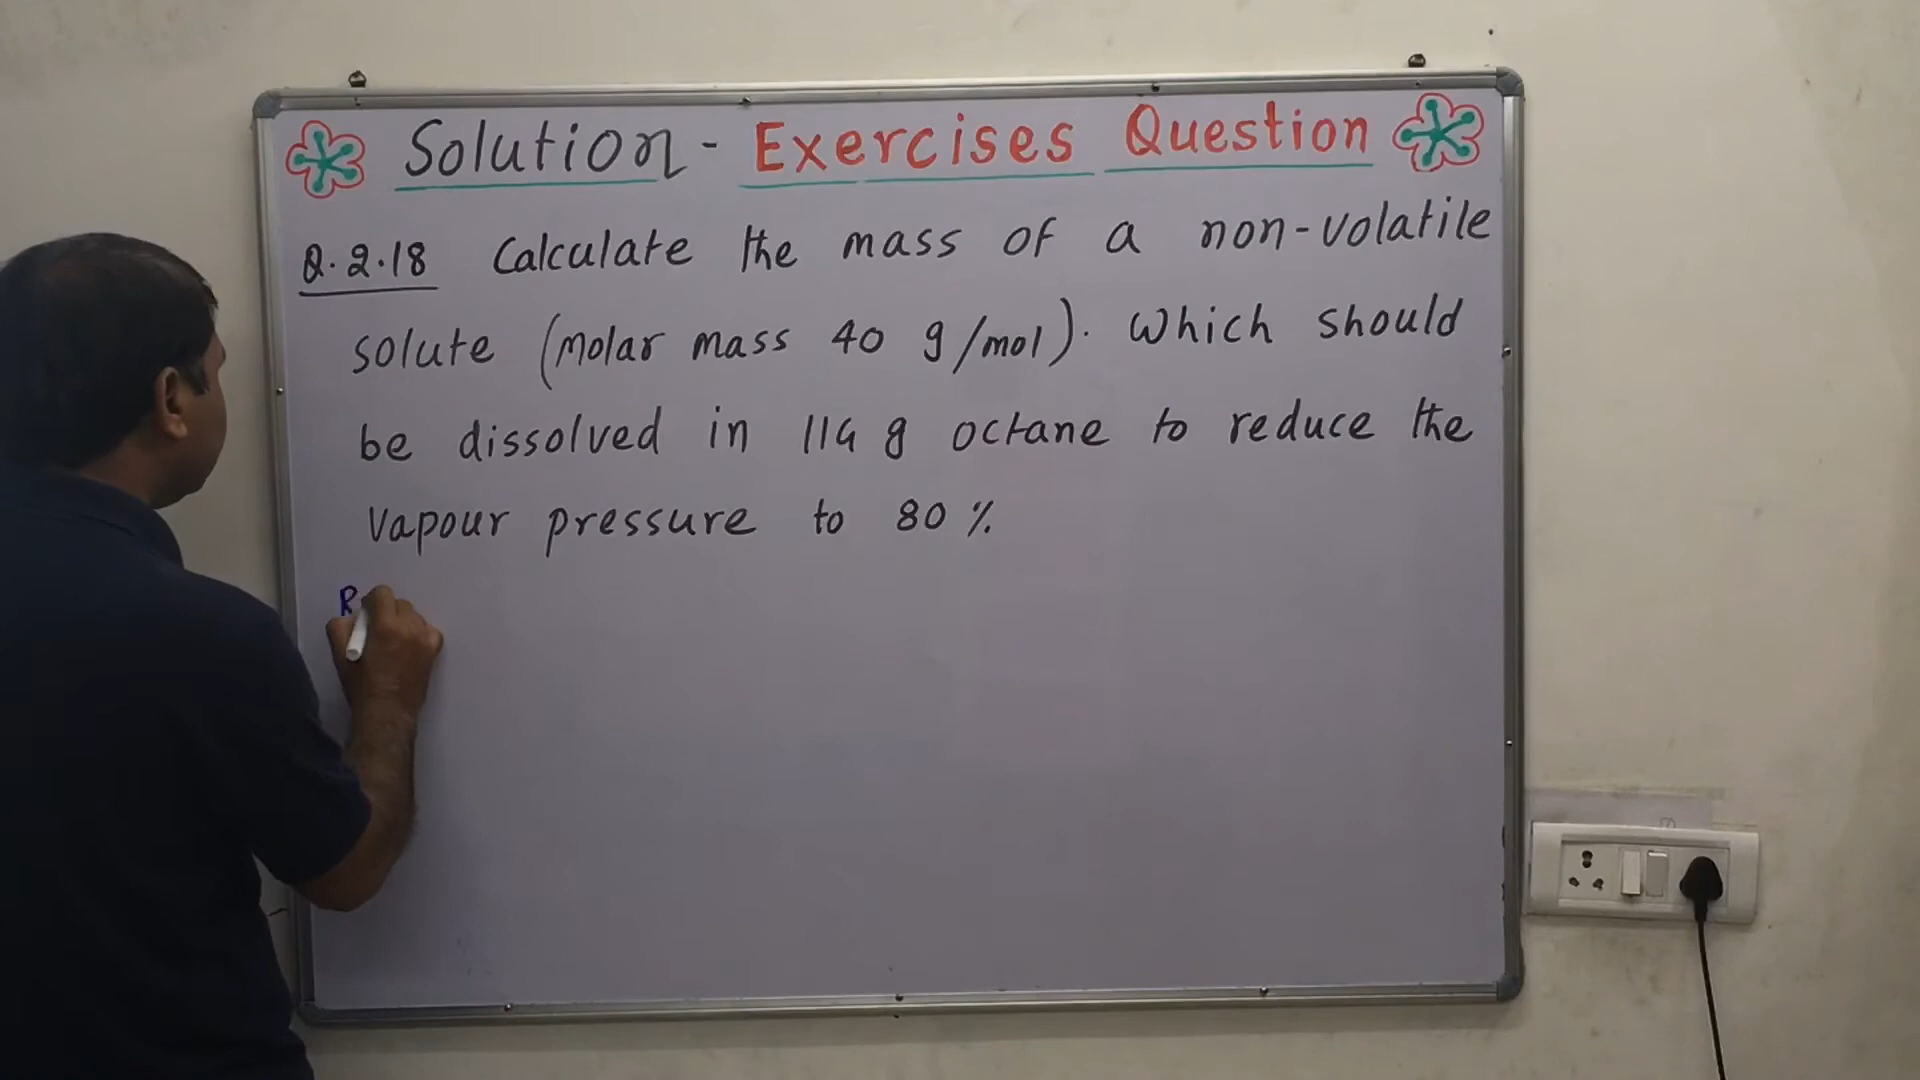 Solution - Exercises Question
Q.2.18 Calculate the mass of a non-volatile
solute (molar mass 40 g/mol). Which should
be dissolved in 114 g octane to reduce the
vapour pressure to 80 %.